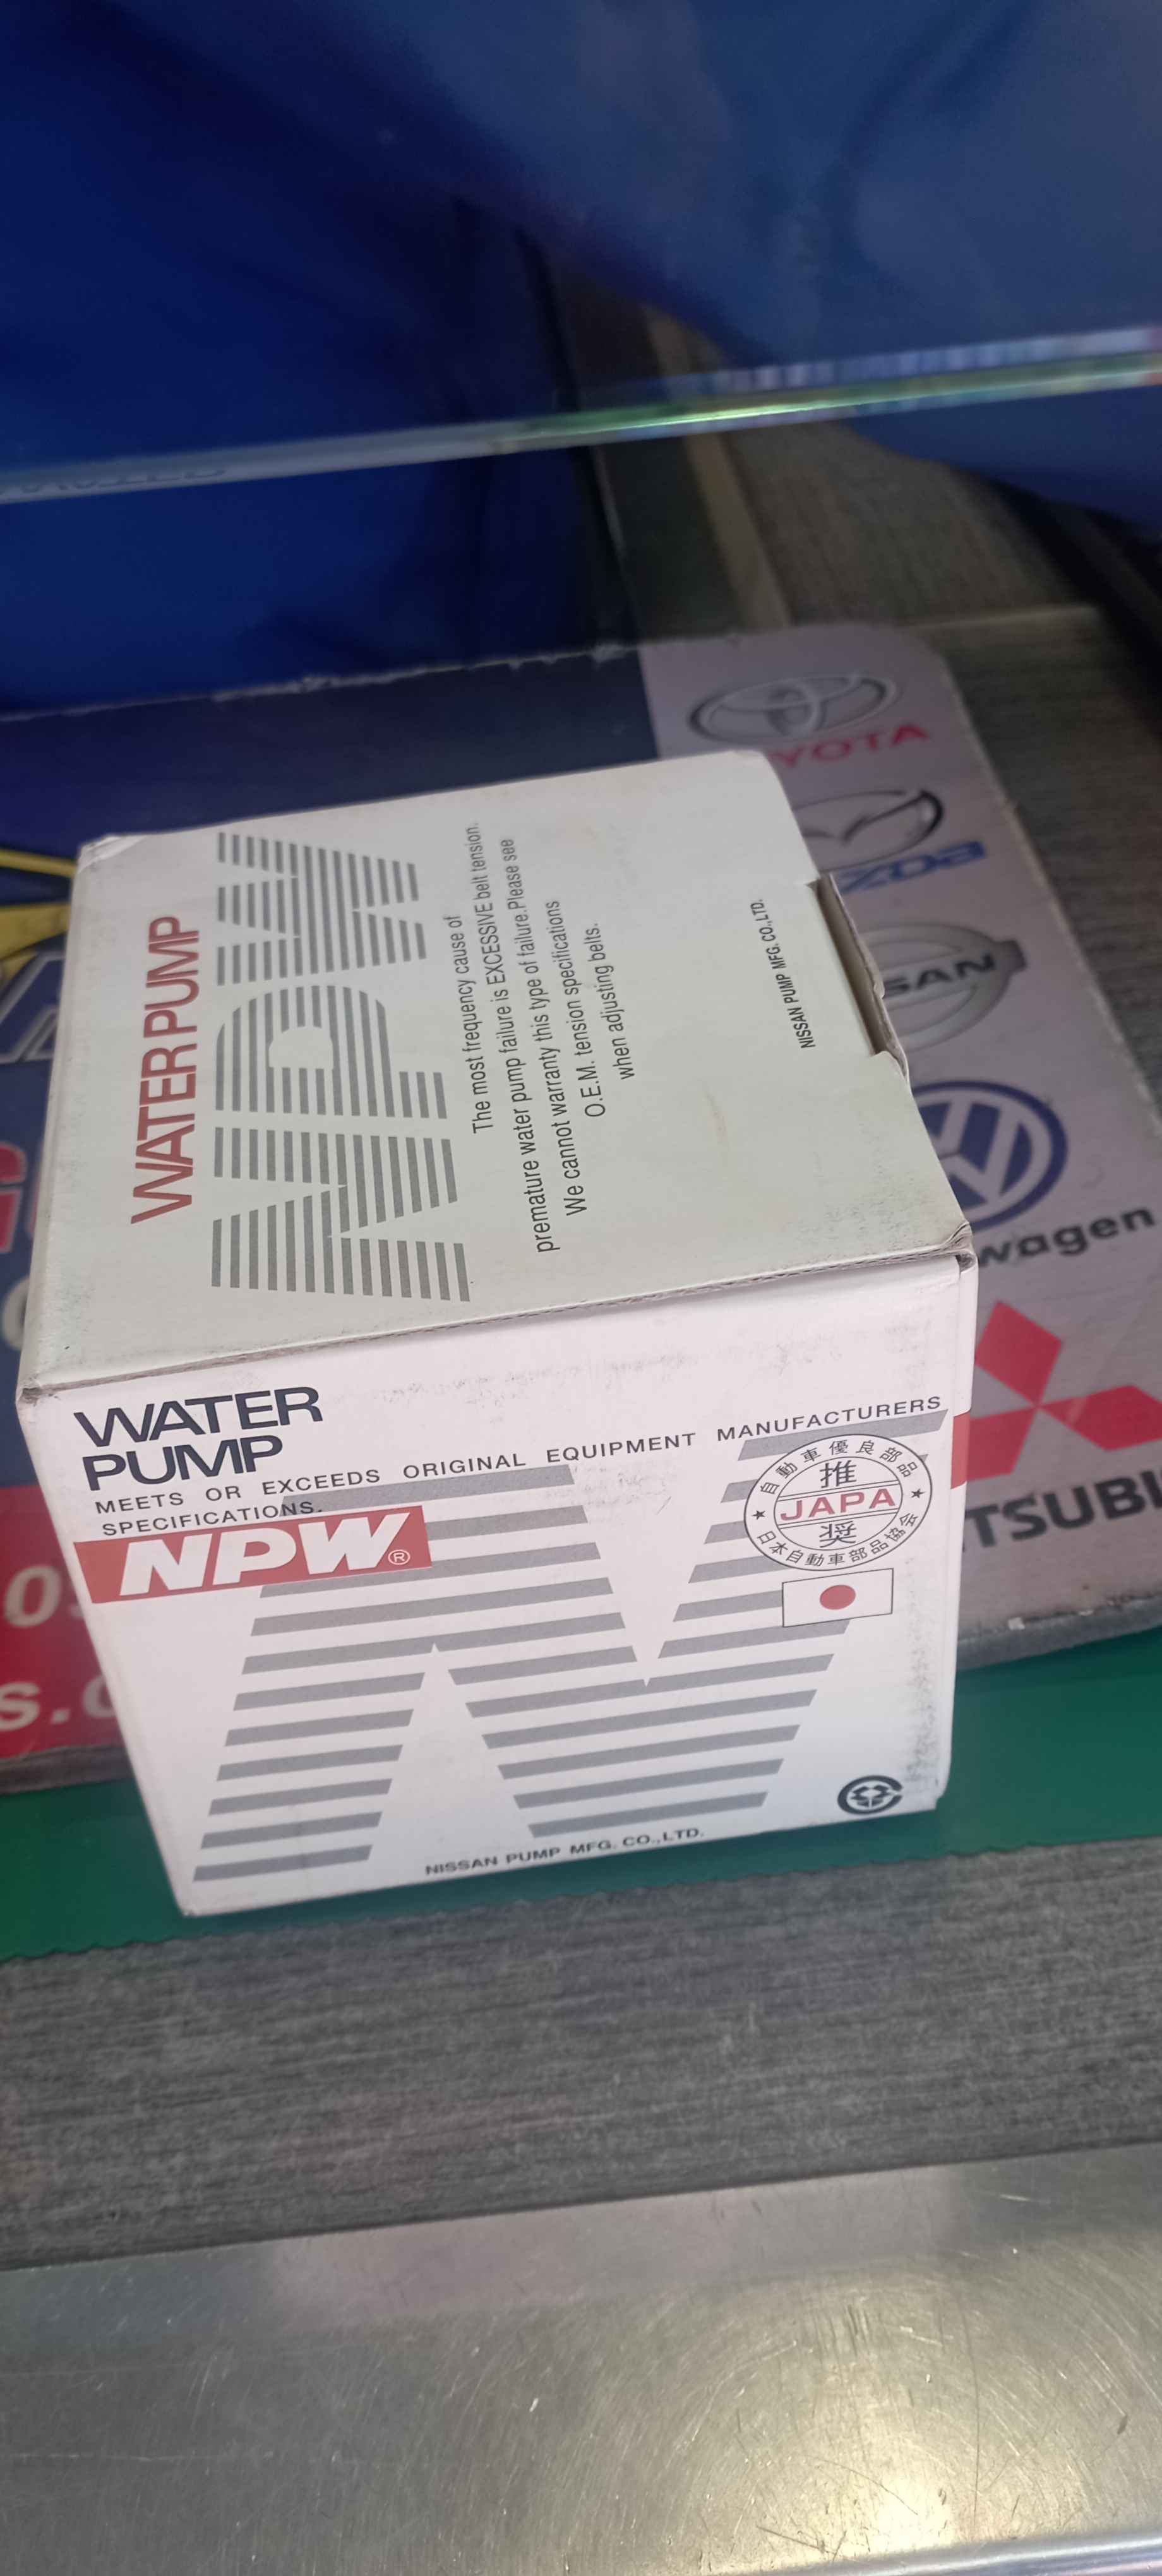 TOYOTA
NISSAN PUMP MFG. CO.,LTD.
WATER PUMP
NPW
The most frequency cause of
premature water pump failure is EXCESSIVE belt tension.
We cannot warranty this type of failure.Please see
O.E.M. tension specifications
when adjusting belts.
WATER
PUMP
MEETS OR EXCEEDS ORIGINAL EQUIPMENT MANUFACTURERS
SPECIFICATIONS.
NPW®
自動車優良部品
推
JAPA
奨
日本自動車部品協会
NISSAN PUMP MFG. CO.,LTD.